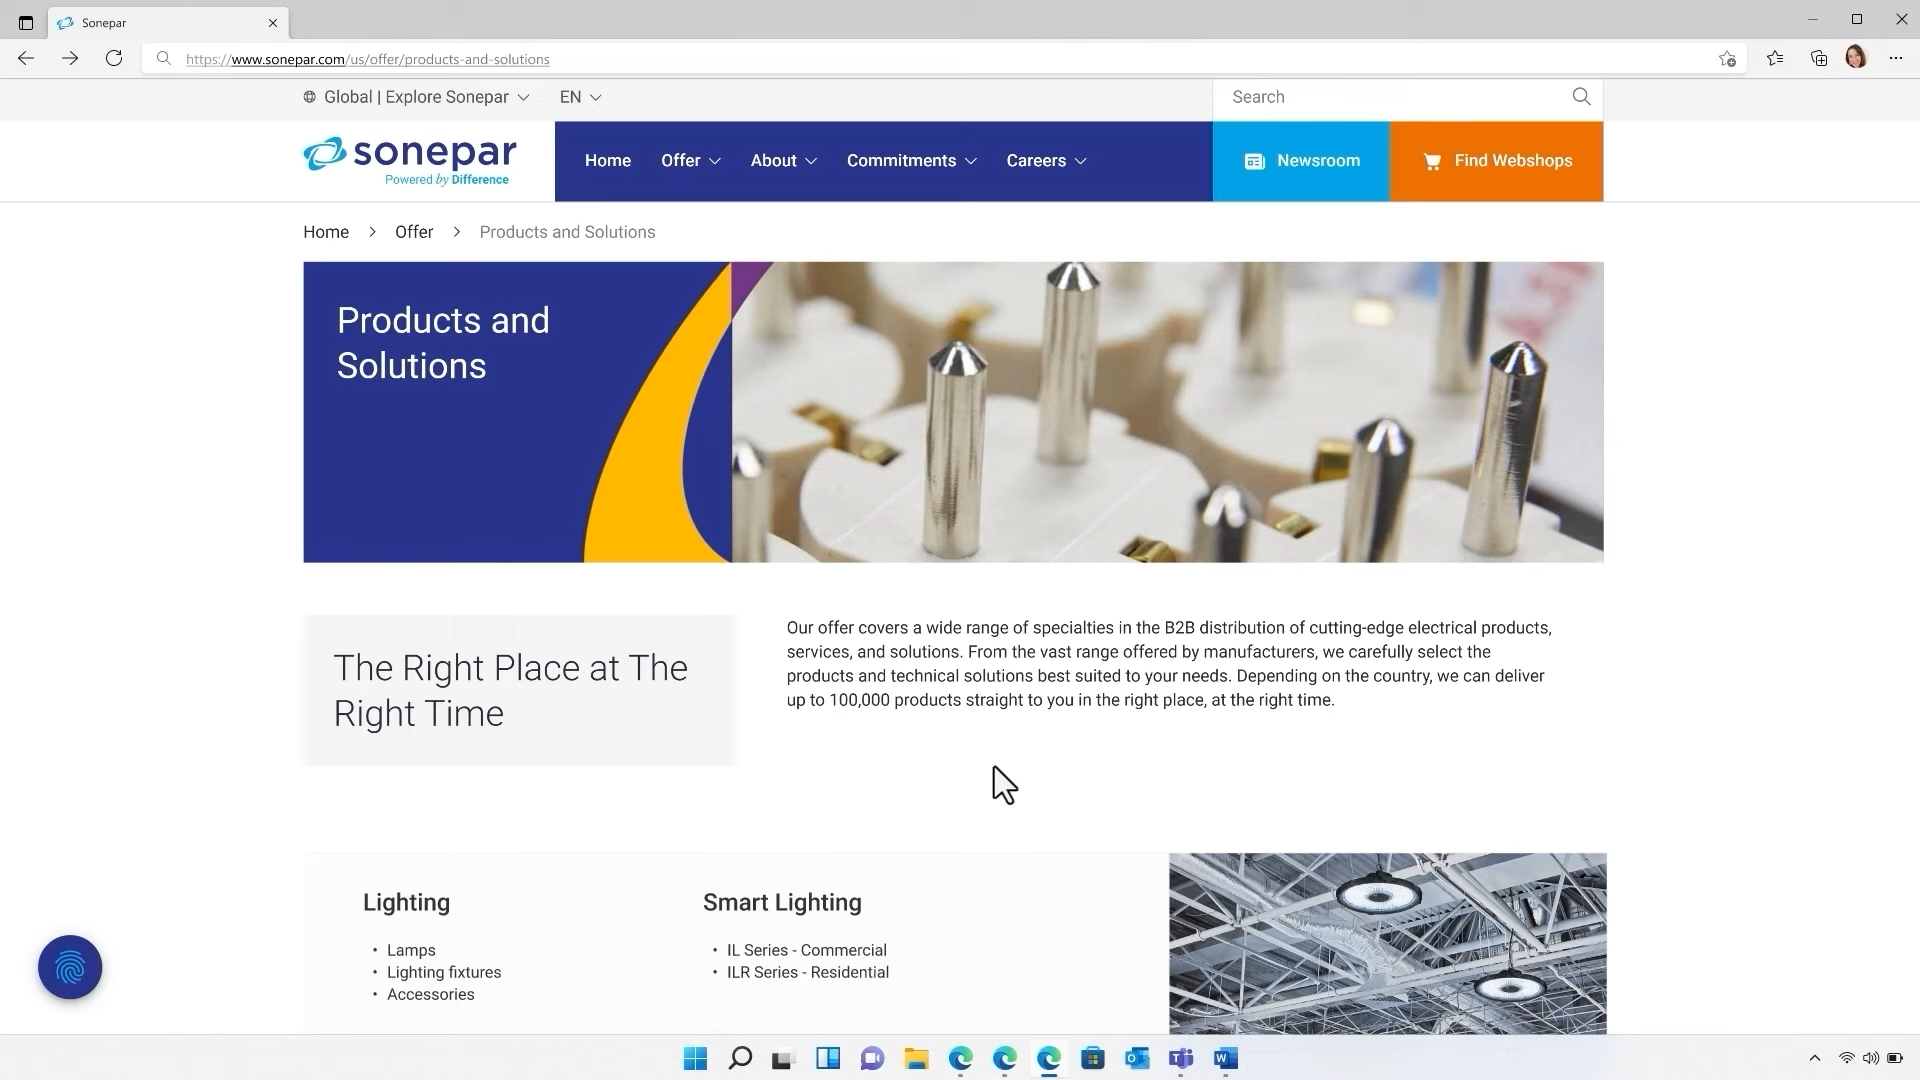 Sonepar
https://www.sonepar.com/us/offer/products-and-solutions
Global | Explore Sonepar
EN
Search
sonepar
Powered by Difference
Home
Offer
About
Commitments
Careers
Newsroom
Find Webshops
Home > Offer > Products and Solutions
Products and
Solutions
The Right Place at The
Right Time
Our offer covers a wide range of specialties in the B2B distribution of cutting-edge electrical products,
services, and solutions. From the vast range offered by manufacturers, we carefully select the
products and technical solutions best suited to your needs. Depending on the country, we can deliver
up to 100,000 products straight to you in the right place, at the right time.
Lighting
• Lamps
• Lighting fixtures
• Accessories
Smart Lighting
• IL Series - Commercial
• ILR Series - Residential